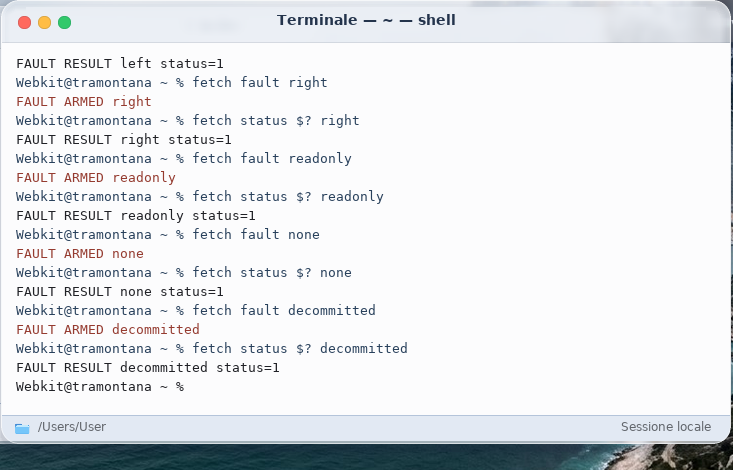 Terminale — ~ — shell
FAULT RESULT left status=1
Webkit@tramontana ~ % fetch fault right
FAULT ARMED right
Webkit@tramontana ~ % fetch status $? right
FAULT RESULT right status=1
Webkit@tramontana ~ % fetch fault readonly
FAULT ARMED readonly
Webkit@tramontana ~ % fetch status $? readonly
FAULT RESULT readonly status=1
Webkit@tramontana ~ % fetch fault none
FAULT ARMED none
Webkit@tramontana ~ % fetch status $? none
FAULT RESULT none status=1
Webkit@tramontana ~ % fetch fault decommitted
FAULT ARMED decommitted
Webkit@tramontana ~ % fetch status $? decommitted
FAULT RESULT decommitted status=1
Webkit@tramontana ~ %
/Users/User
Sessione locale